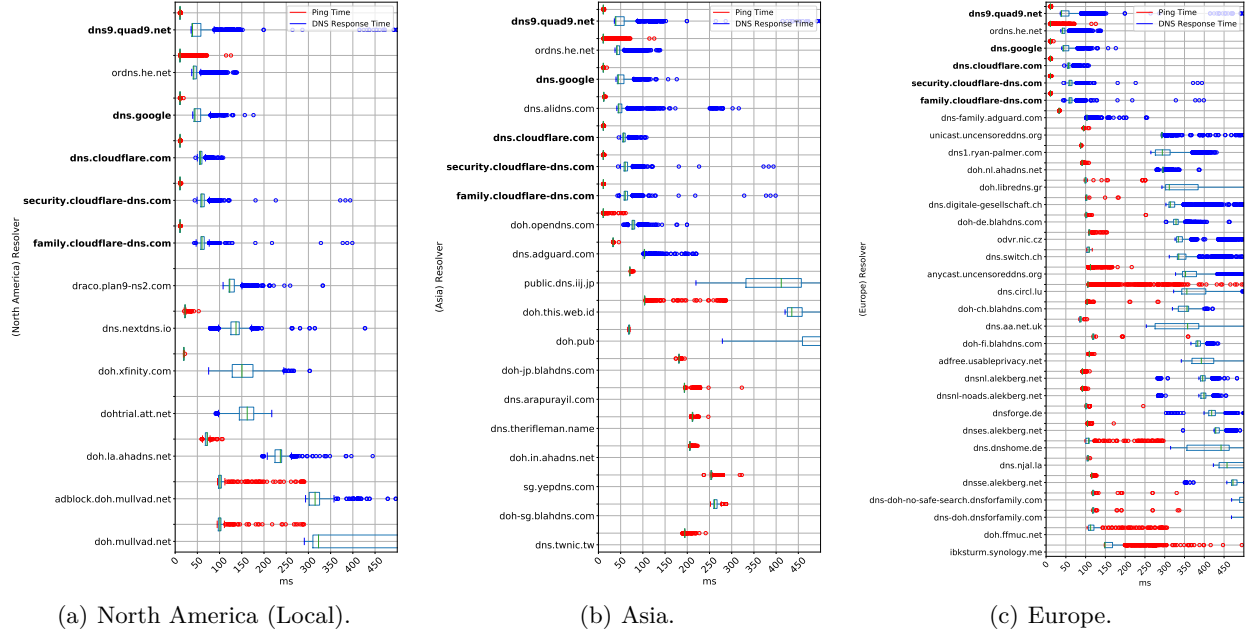 Ping Time
DNS Response Time
(North America) Resolver
dns9.quad9.net
ordns.he.net
dns.google
dns.cloudflare.com
security.cloudflare-dns.com
family.cloudflare-dns.com
draco.plan9-ns2.com
dns.nextdns.io
doh.xfinity.com
dohtrial.att.net
doh.la.ahadns.net
adblock.doh.mullvad.net
doh.mullvad.net
0 50 100 150 200 250 300 350 400 450
ms
(a) North America (Local).
Ping Time
DNS Response Time
(Asia) Resolver
dns9.quad9.net
ordns.he.net
dns.google
dns.alidns.com
dns.cloudflare.com
security.cloudflare-dns.com
family.cloudflare-dns.com
doh.opendns.com
dns.adguard.com
public.dns.iij.jp
doh.this.web.id
doh.pub
doh-jp.blahdns.com
dns.arapurayil.com
dns.therifleman.name
doh.in.ahadns.net
sg.yepdns.com
doh-sg.blahdns.com
dns.twnic.tw
0 50 100 150 200 250 300 350 400 450
ms
(b) Asia.
Ping Time
DNS Response Time
(Europe) Resolver
dns9.quad9.net
ordns.he.net
dns.google
dns.cloudflare.com
security.cloudflare-dns.com
family.cloudflare-dns.com
dns-family.adguard.com
unicast.uncensoreddns.org
dns1.ryan-palmer.com
doh.nl.ahadns.net
doh.libredns.gr
dns.digitale-gesellschaft.ch
doh-de.blahdns.com
odvr.nic.cz
dns.switch.ch
anycast.uncensoreddns.org
dns.circl.lu
doh-ch.blahdns.com
dns.aa.net.uk
doh-fi.blahdns.com
adfree.usableprivacy.net
dnsnl.alekberg.net
dnsnl-noads.alekberg.net
dnsforge.de
dnses.alekberg.net
dns.dnshome.de
dns.njal.la
dnsse.alekberg.net
dns-doh-no-safe-search.dnsforfamily.com
dns-doh.dnsforfamily.com
doh.ffmuc.net
ibksturm.synology.me
0 50 100 150 200 250 300 350 400 450
ms
(c) Europe.